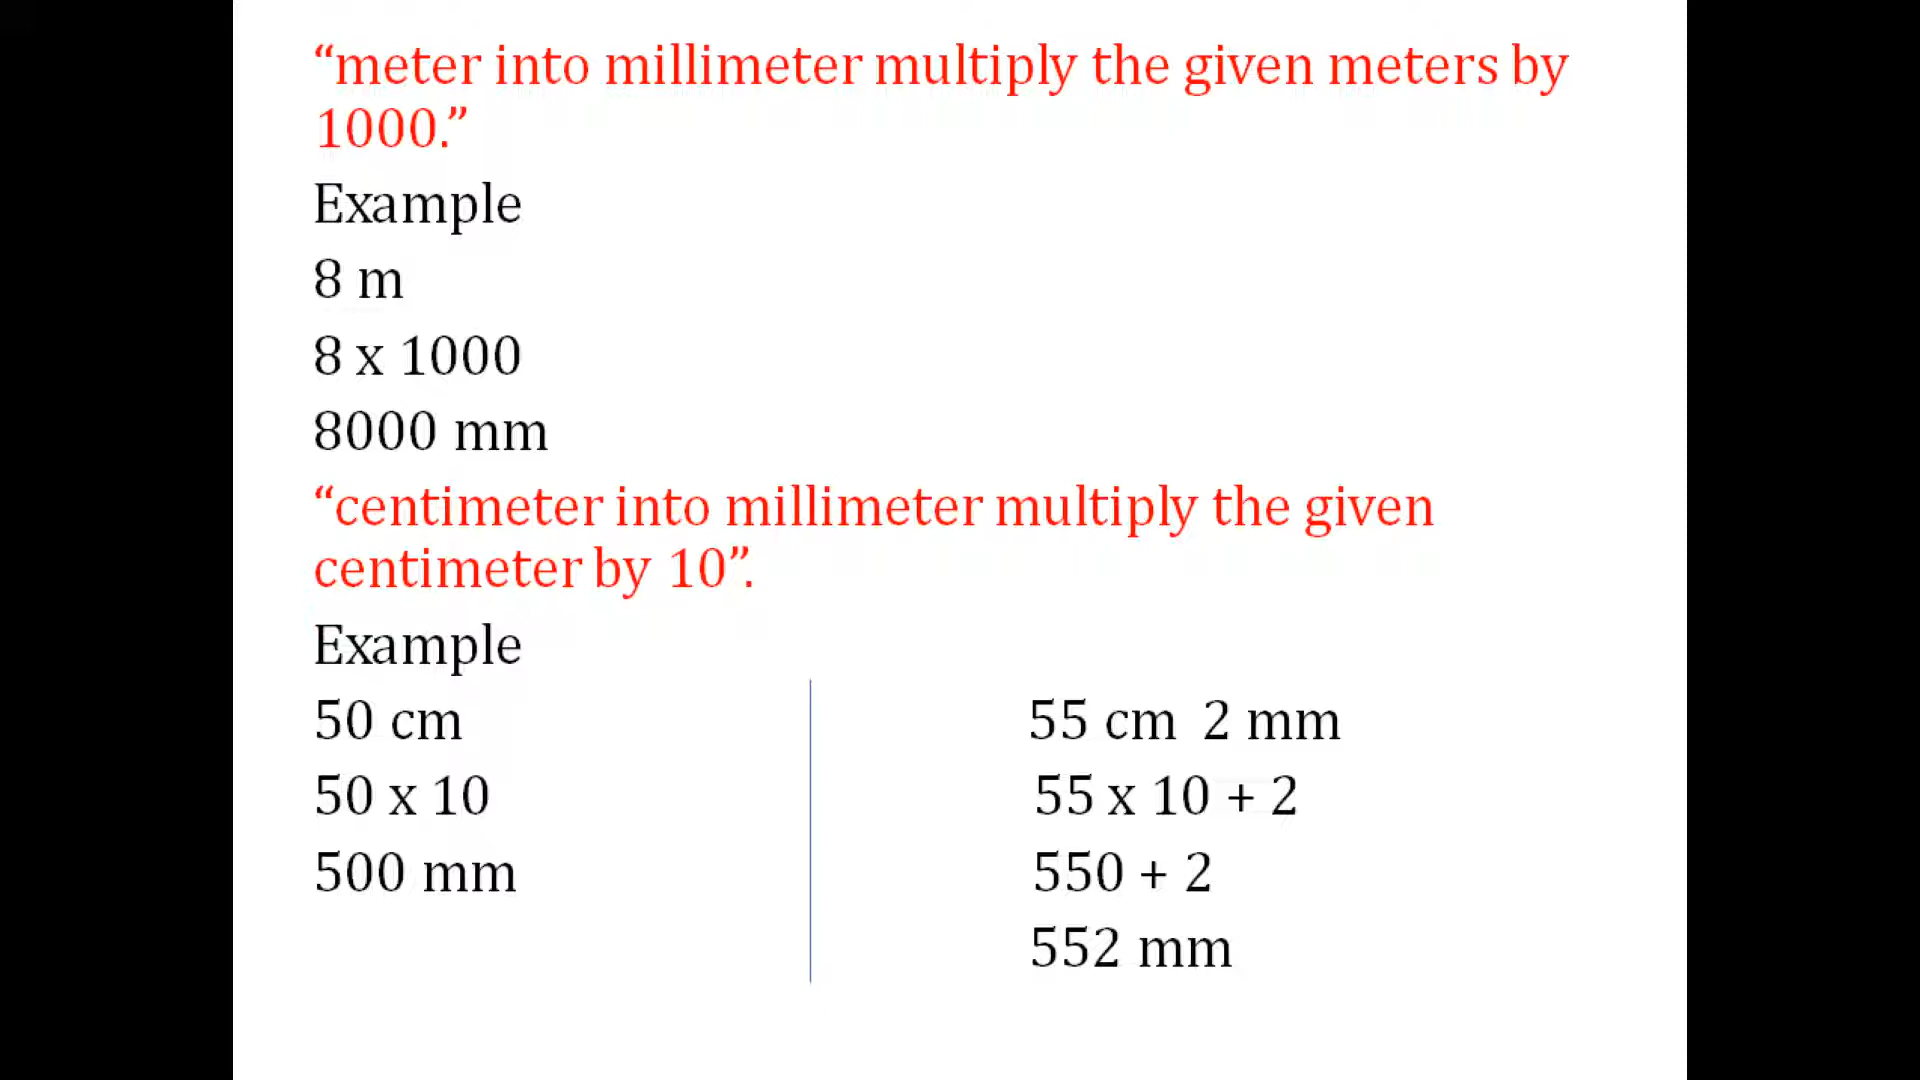 “meter into millimeter multiply the given meters by
1000.”
Example
8 m
8 x 1000
8000 mm
“centimeter into millimeter multiply the given
centimeter by 10”.
Example
50 cm
50 x 10
500 mm
55 cm  2 mm
55 x 10 + 2
550 + 2
552 mm